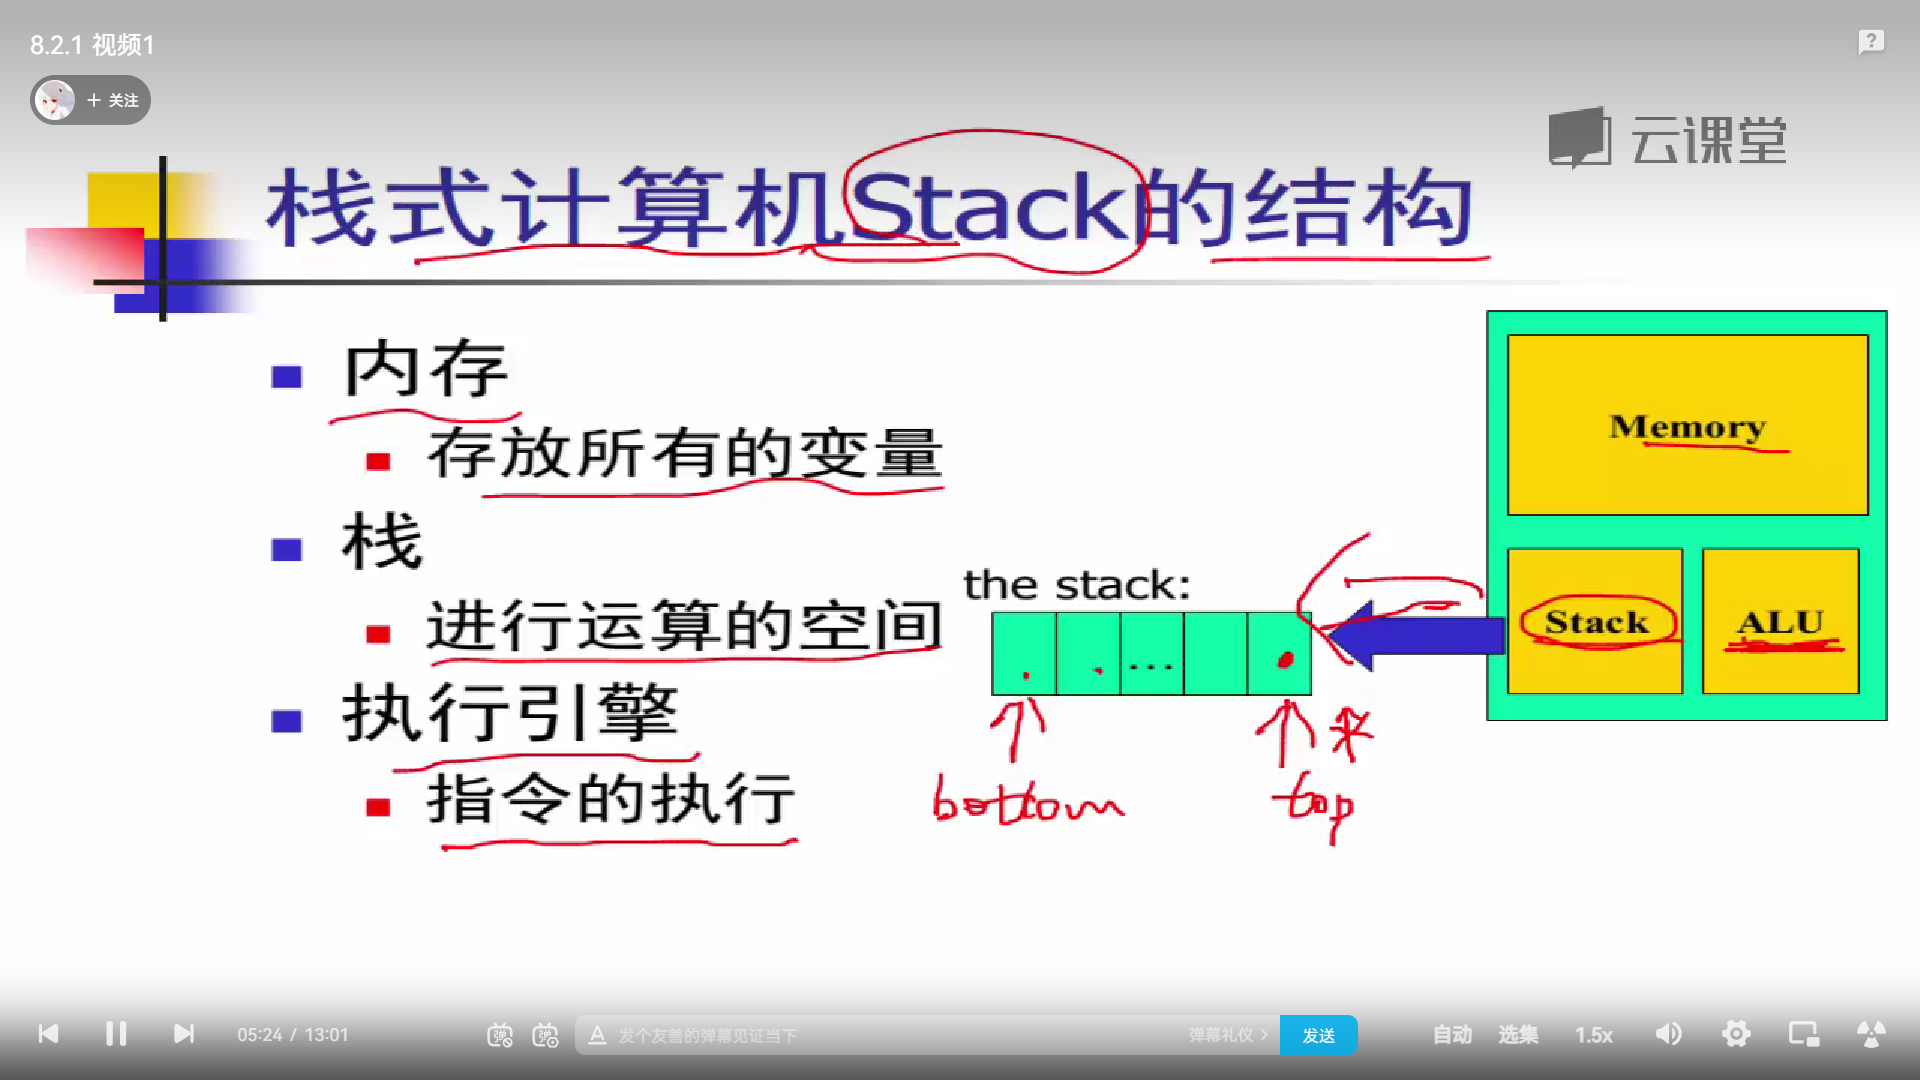 8.2.1 视频1
+ 关注
云课堂
栈式计算机Stack的结构
内存
存放所有的变量
栈
进行运算的空间
执行引擎
指令的执行
the stack:
...
bottom
top
Memory
Stack
ALU
05:24 / 13:01
弹
弹
A 发个友善的弹幕见证当下
弹幕礼仪 >
发送
自动
选集
1.5x